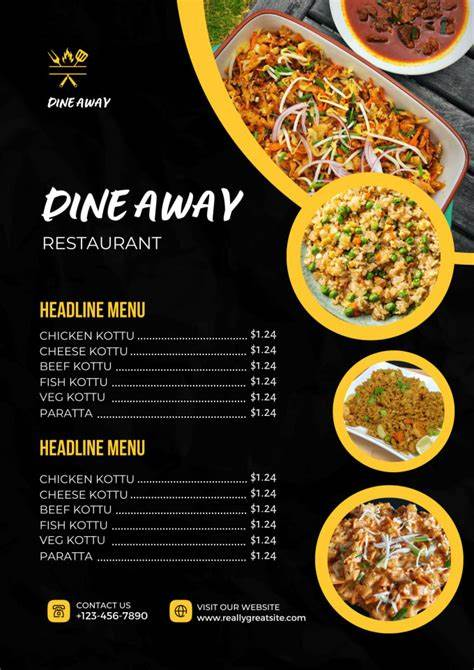 DINE AWAY
DINE AWAY
RESTAURANT
HEADLINE MENU
CHICKEN KOTTU ........................ $1.24
CHEESE KOTTU ........................ $1.24
BEEF KOTTU ........................ $1.24
FISH KOTTU ........................ $1.24
VEG KOTTU ........................ $1.24
PARATTA ........................ $1.24
HEADLINE MENU
CHICKEN KOTTU ........................ $1.24
CHEESE KOTTU ........................ $1.24
BEEF KOTTU ........................ $1.24
FISH KOTTU ........................ $1.24
VEG KOTTU ........................ $1.24
PARATTA ........................ $1.24
CONTACT US
+123-456-7890
VISIT OUR WEBSITE
www.reallygreatsite.com